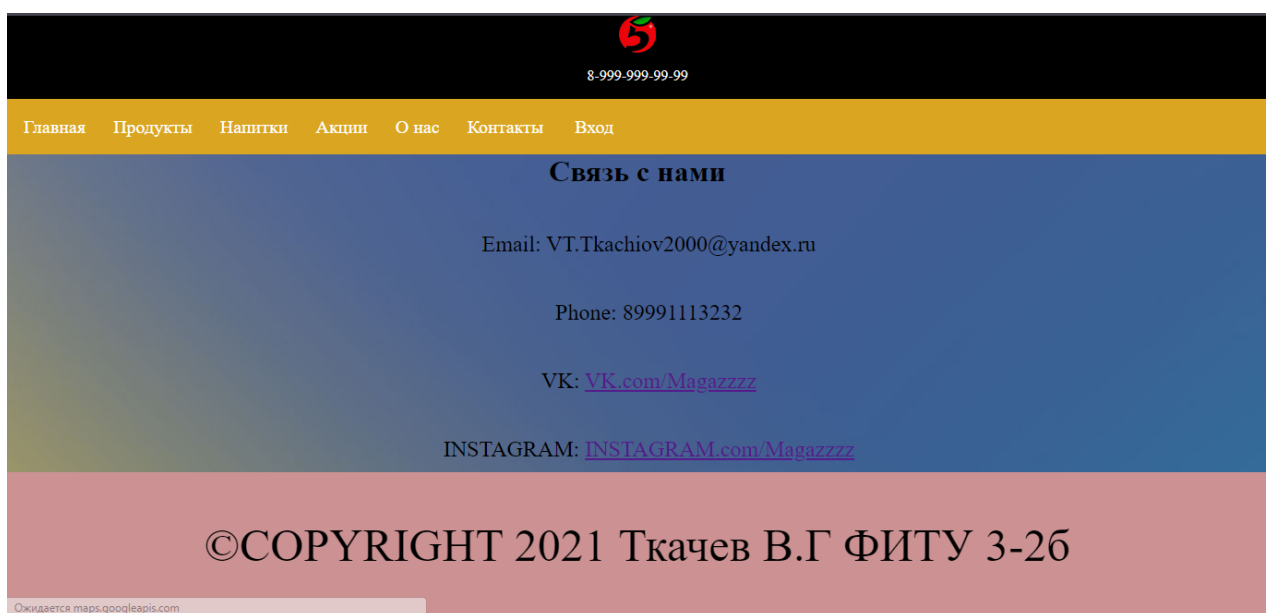 5
8-999-999-99-99
Главная Продукты Напитки Акции О нас Контакты Вход
Связь с нами
Email: VT.Tkachiov2000@yandex.ru
Phone: 89991113232
VK: VK.com/Magazzzz
INSTAGRAM: INSTAGRAM.com/Magazzzz
©COPYRIGHT 2021 Ткачев В.Г ФИТУ 3-2б
Ожидается maps.googleapis.com